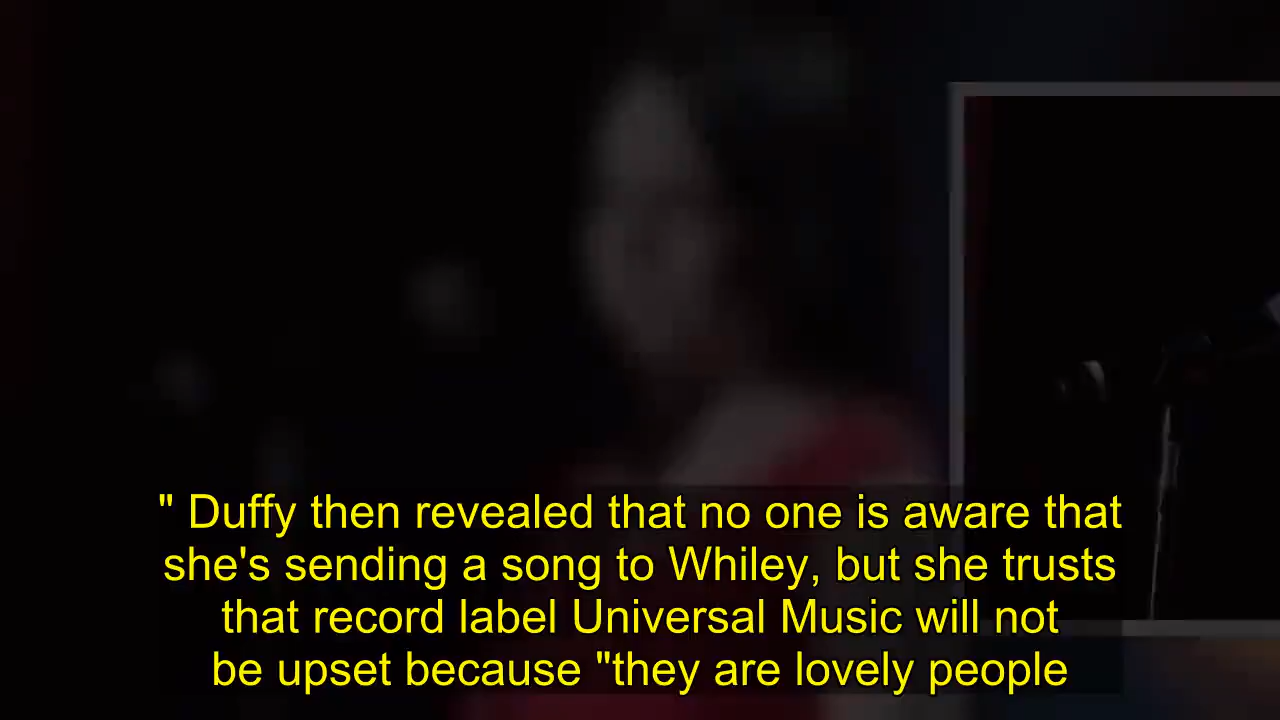 " Duffy then revealed that no one is aware that
she's sending a song to Whiley, but she trusts
that record label Universal Music will not
be upset because "they are lovely people